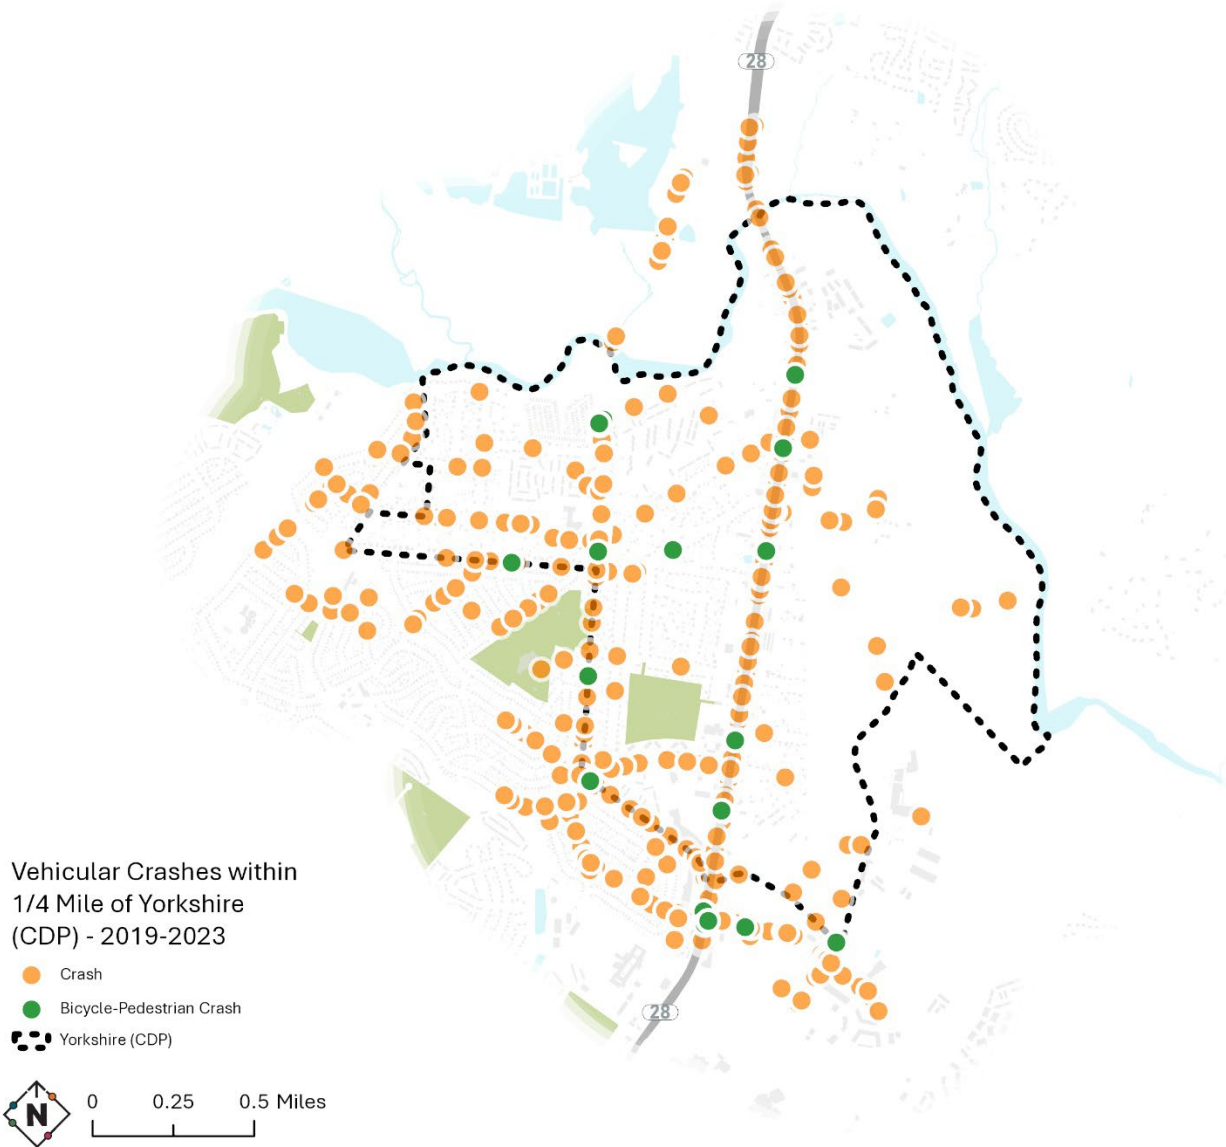 28
Vehicular Crashes within
1/4 Mile of Yorkshire
(CDP) - 2019-2023
Crash
Bicycle-Pedestrian Crash
28
Yorkshire (CDP)
N
0 0.25 0.5 Miles